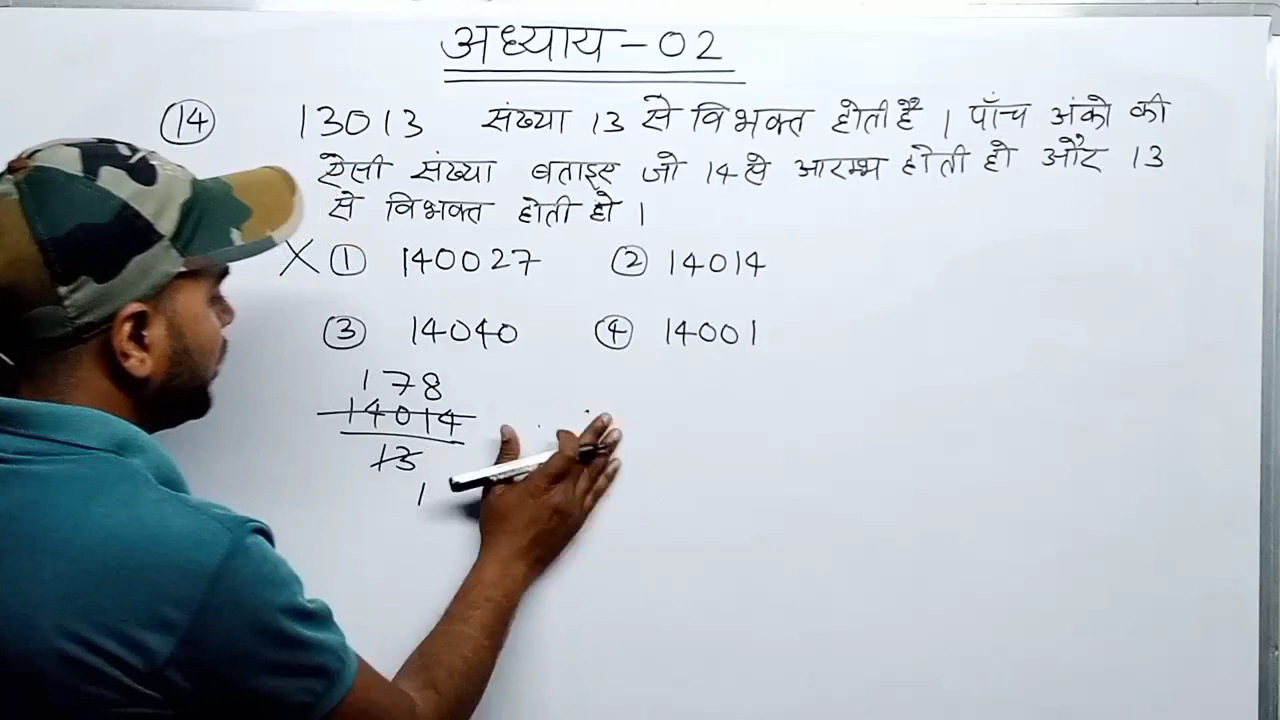 अध्याय - 02
(14) 13013 संख्या 13 से विभक्त होती है । पाँच अंको की
ऐसी संख्या बताइए जो 14 से आरम्भ होती हो और 13
से विभक्त होती हो ।
X (1) 140027 (2) 14014
(3) 14040 (4) 14001
178
14014
13
1